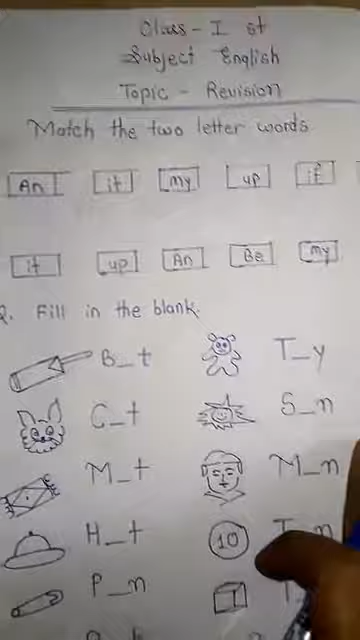 Class - I st
Subject English
Topic - Revision
Match the two letter words
An it my up if
it up An Be my
Q. Fill in the blank.
B_t T_y
C_t S_n
M_t M_n
H_t 10 T_n
P_n